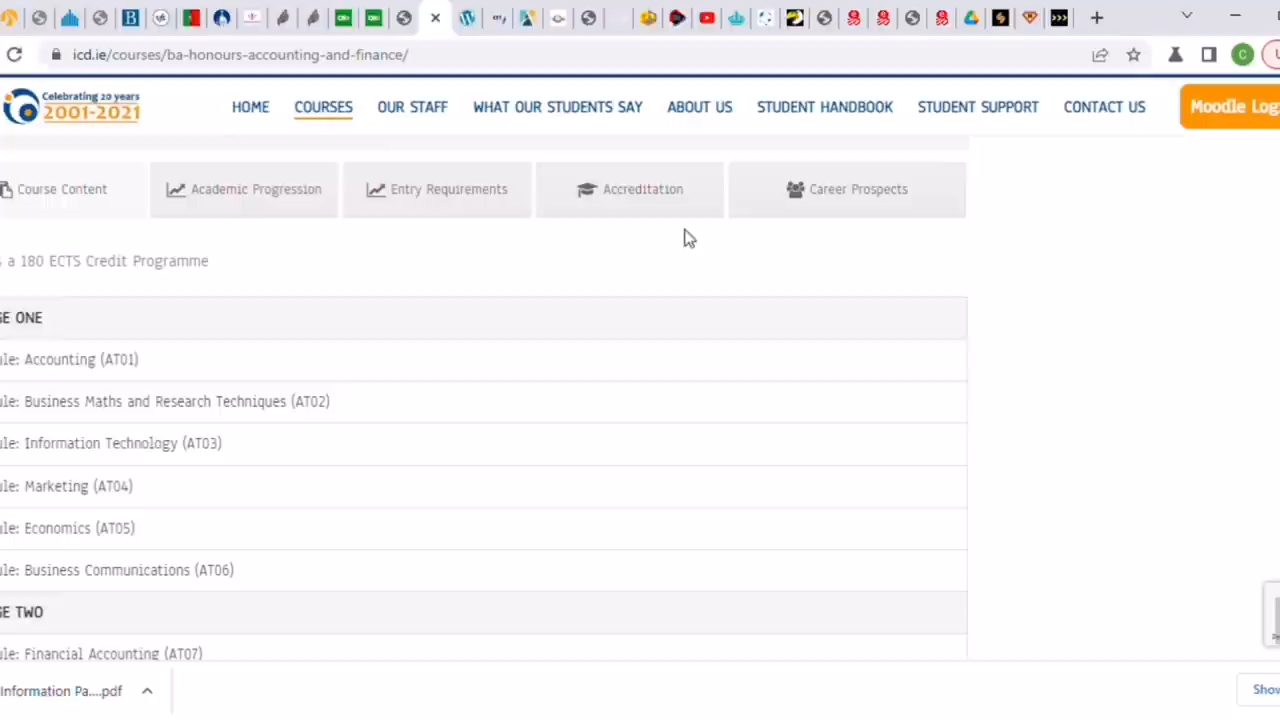 icd.ie/courses/ba-honours-accounting-and-finance/
Celebrating 20 years
2001-2021
HOME COURSES OUR STAFF WHAT OUR STUDENTS SAY ABOUT US STUDENT HANDBOOK STUDENT SUPPORT CONTACT US Moodle Log
Course Content Academic Progression Entry Requirements Accreditation Career Prospects
a 180 ECTS Credit Programme
GE ONE
ule: Accounting (AT01)
ule: Business Maths and Research Techniques (AT02)
ule: Information Technology (AT03)
ule: Marketing (AT04)
ule: Economics (AT05)
ule: Business Communications (AT06)
GE TWO
ule: Financial Accounting (AT07)
Information Pa....pdf
Show